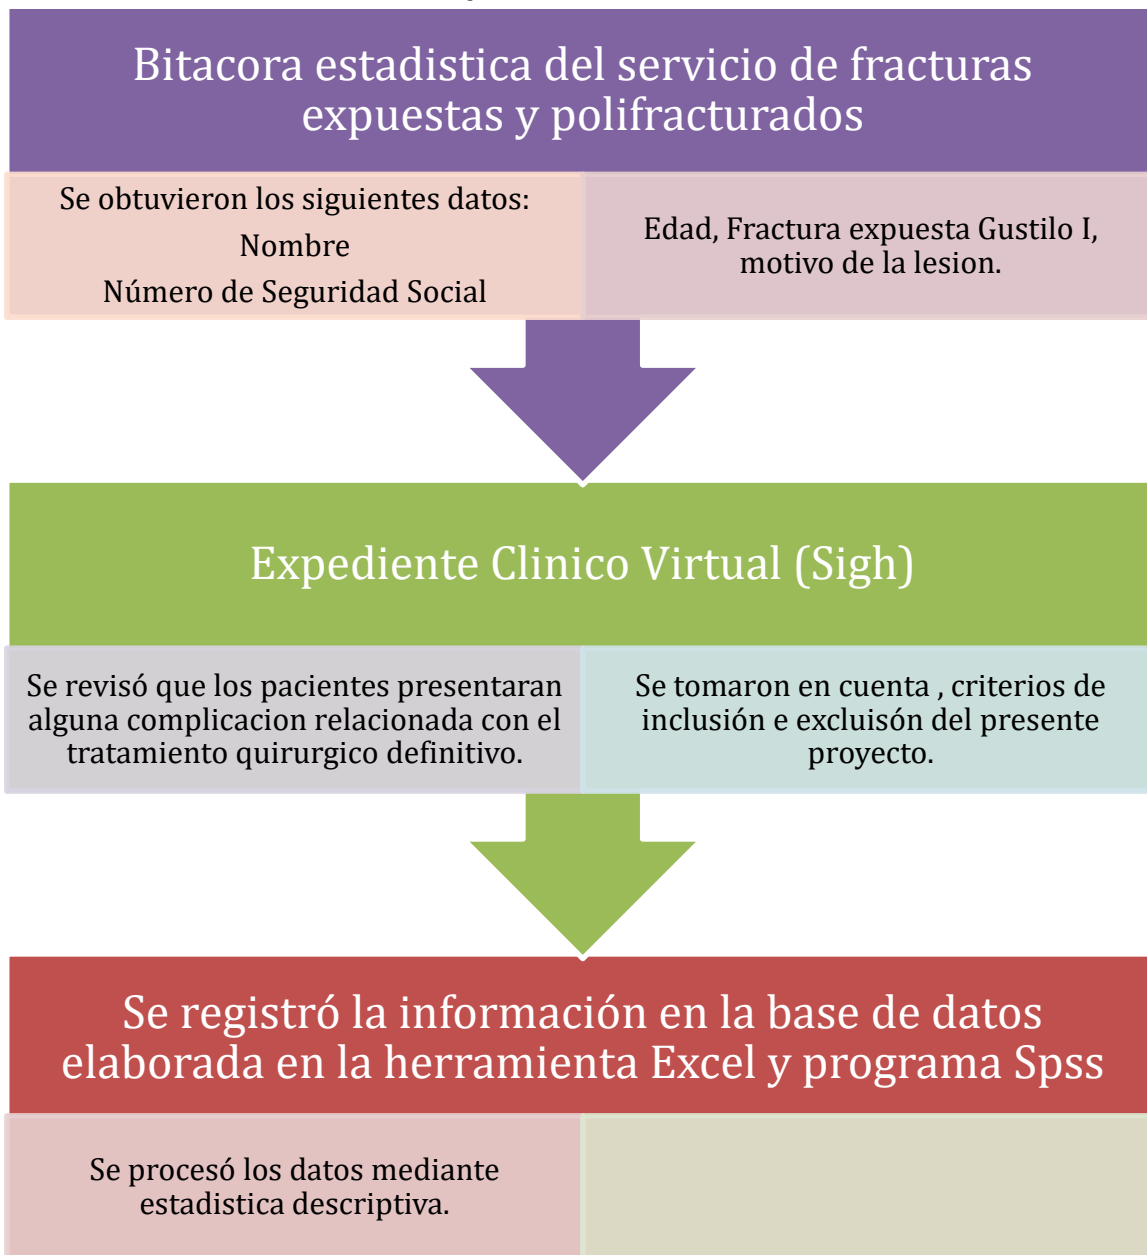 Bitacora estadistica del servicio de fracturas
expuestas y polifracturados
Se obtuvieron los siguientes datos:
Nombre
Número de Seguridad Social
Edad, Fractura expuesta Gustilo I,
motivo de la lesion.
Expediente Clinico Virtual (Sigh)
Se revisó que los pacientes presentaran
alguna complicacion relacionada con el
tratamiento quirurgico definitivo.
Se tomaron en cuenta , criterios de
inclusión e excluisón del presente
proyecto.
Se registró la información en la base de datos
elaborada en la herramienta Excel y programa Spss
Se procesó los datos mediante
estadistica descriptiva.